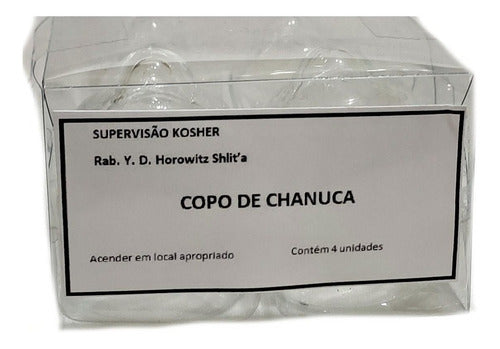 SUPERVISÃO KOSHER
Rab. Y. D. Horowitz Shlit'a
COPO DE CHANUCA
Acender em local apropriado Contém 4 unidades